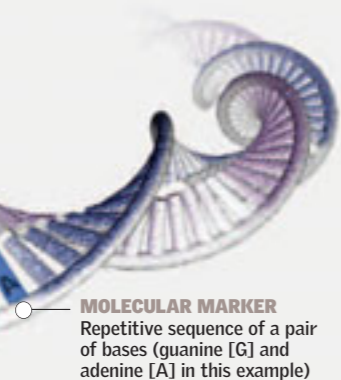 A
MOLECULAR MARKER
Repetitive sequence of a pair
of bases (guanine [G] and
adenine [A] in this example)